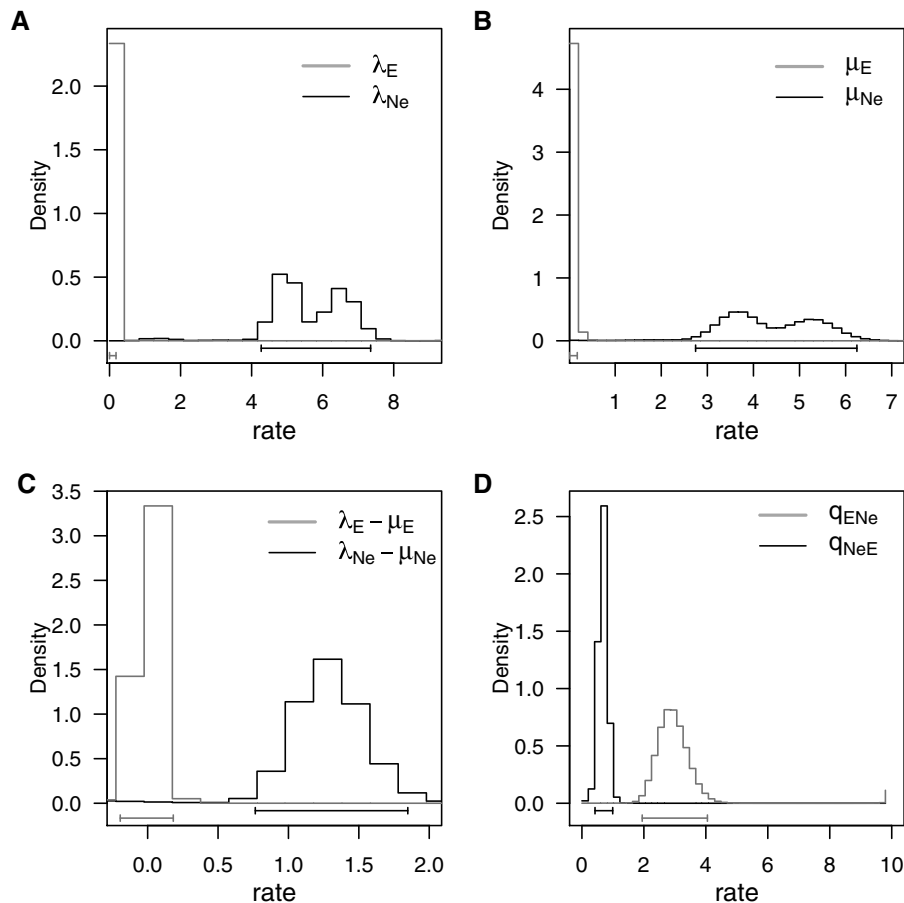 A
Density
2.0
1.5
1.0
0.5
0.0
λE
λNe
0 2 4 6 8
rate
B
Density
4
3
2
1
0
μE
μNe
1 2 3 4 5 6 7
rate
C
Density
3.5
3.0
2.5
2.0
1.5
1.0
0.5
0.0
λE − μE
λNe − μNe
0.0 0.5 1.0 1.5 2.0
rate
D
Density
2.5
2.0
1.5
1.0
0.5
0.0
qENe
qNeE
0 2 4 6 8 10
rate